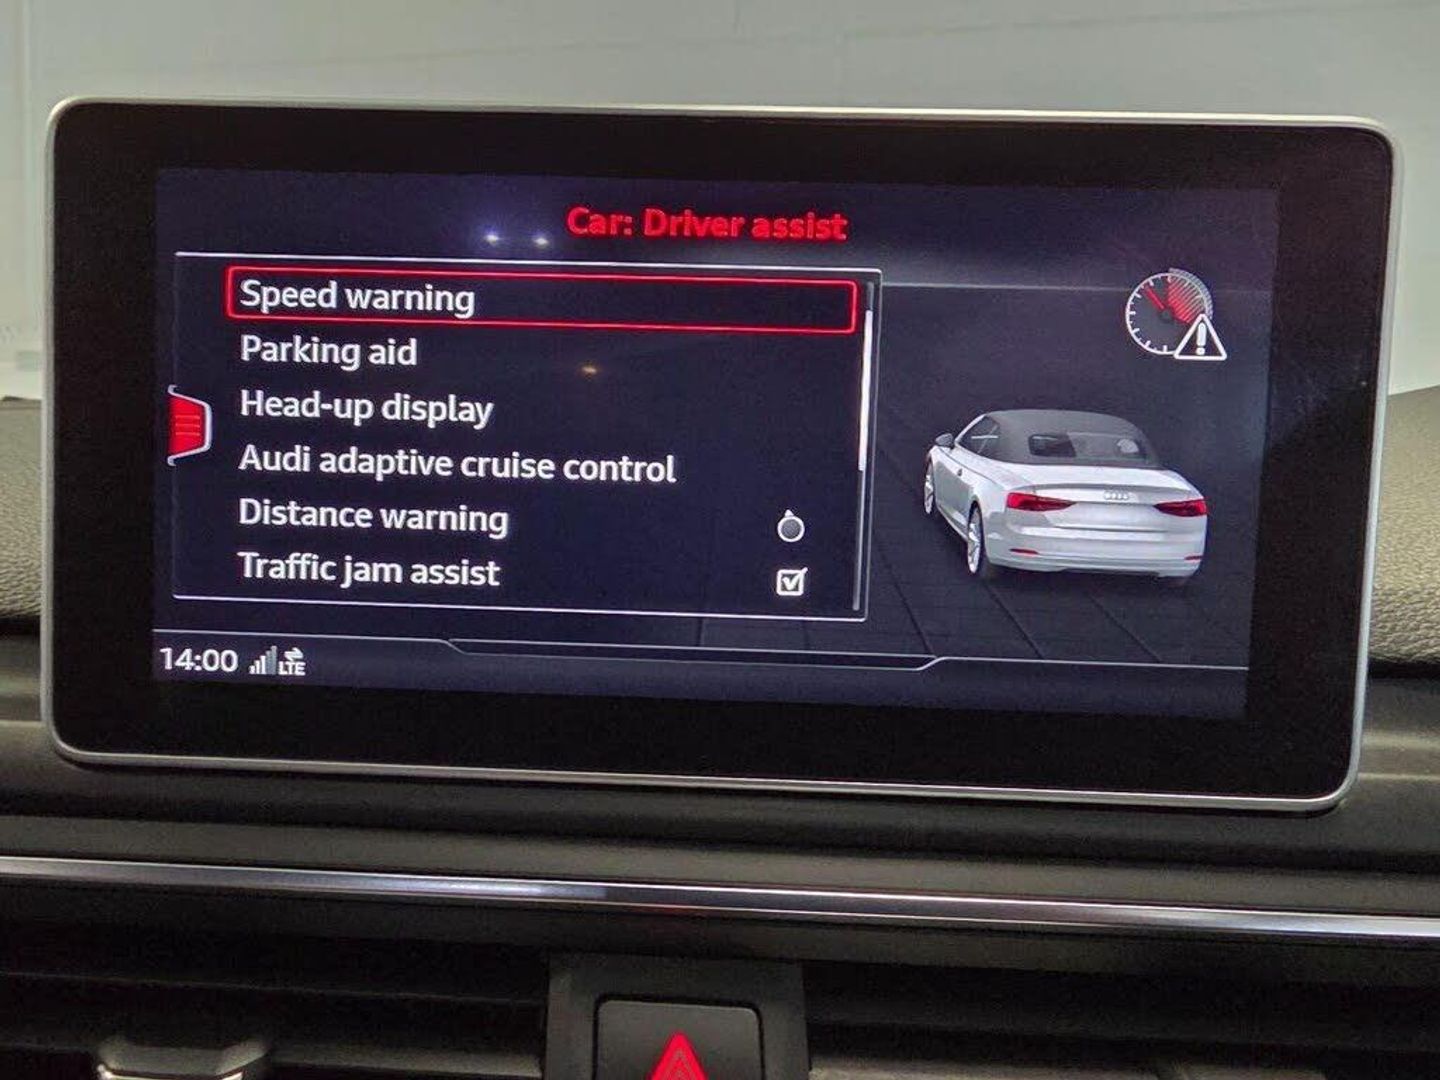 Car: Driver assist
Speed warning
Parking aid
Head-up display
Audi adaptive cruise control
Distance warning
Traffic jam assist
14:00 LTE